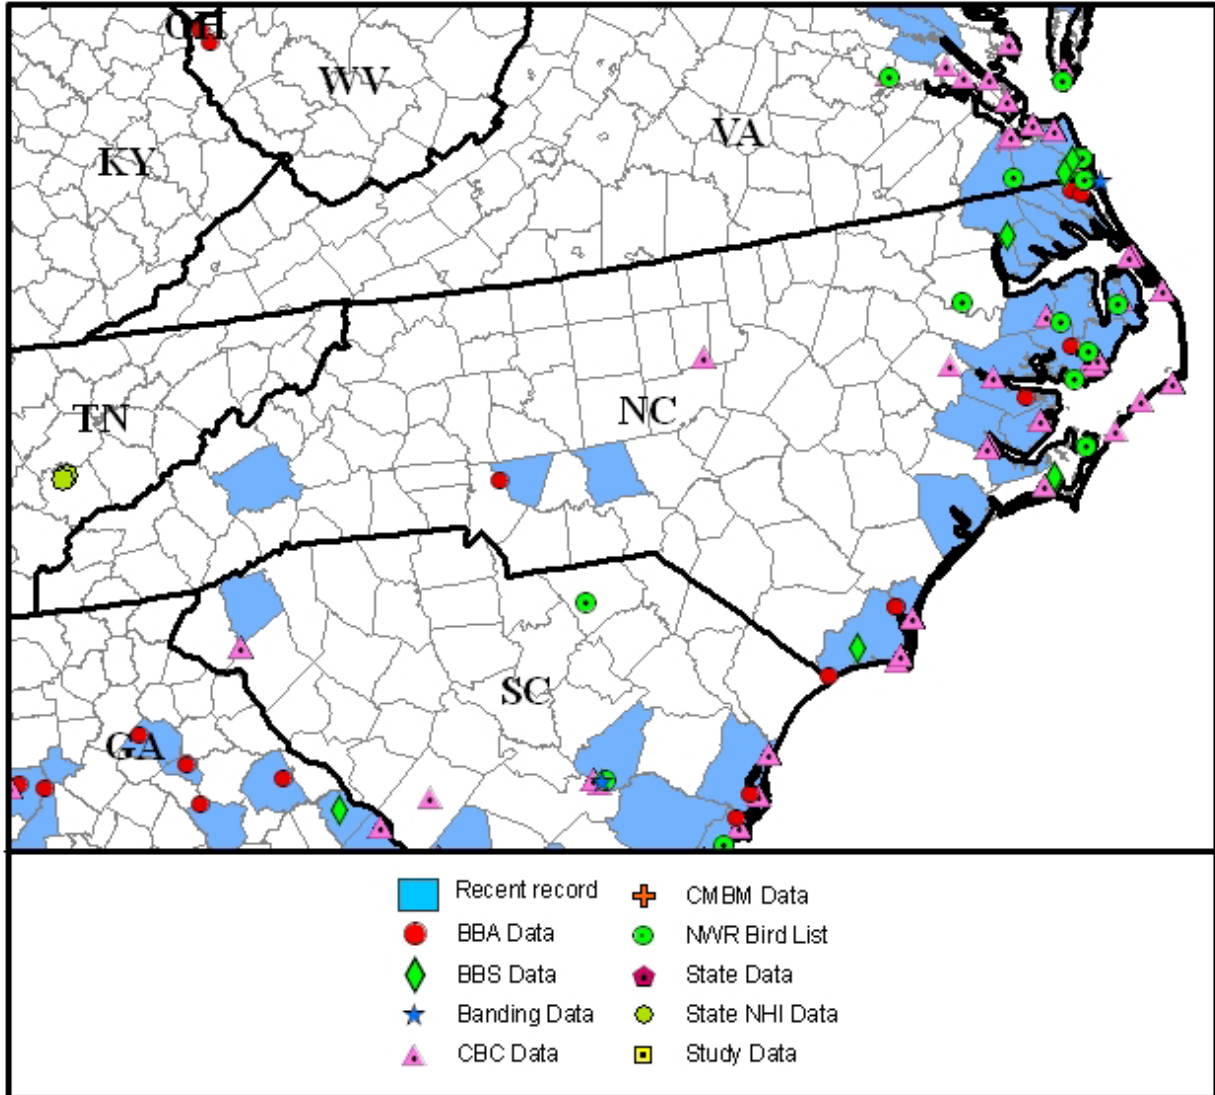 OH
WV
VA
KY
TN
NC
SC
GA
Recent record
CMBM Data
BBA Data
NWR Bird List
BBS Data
State Data
Banding Data
State NHI Data
CBC Data
Study Data